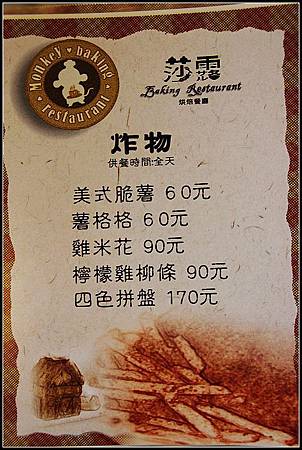 Monkey baking restaurant
莎露
Baking Restaurant
烘焙餐廳
炸物
供餐時間:全天
美式脆薯 60元
薯格格 60元
雞米花 90元
檸檬雞柳條 90元
四色拼盤 170元